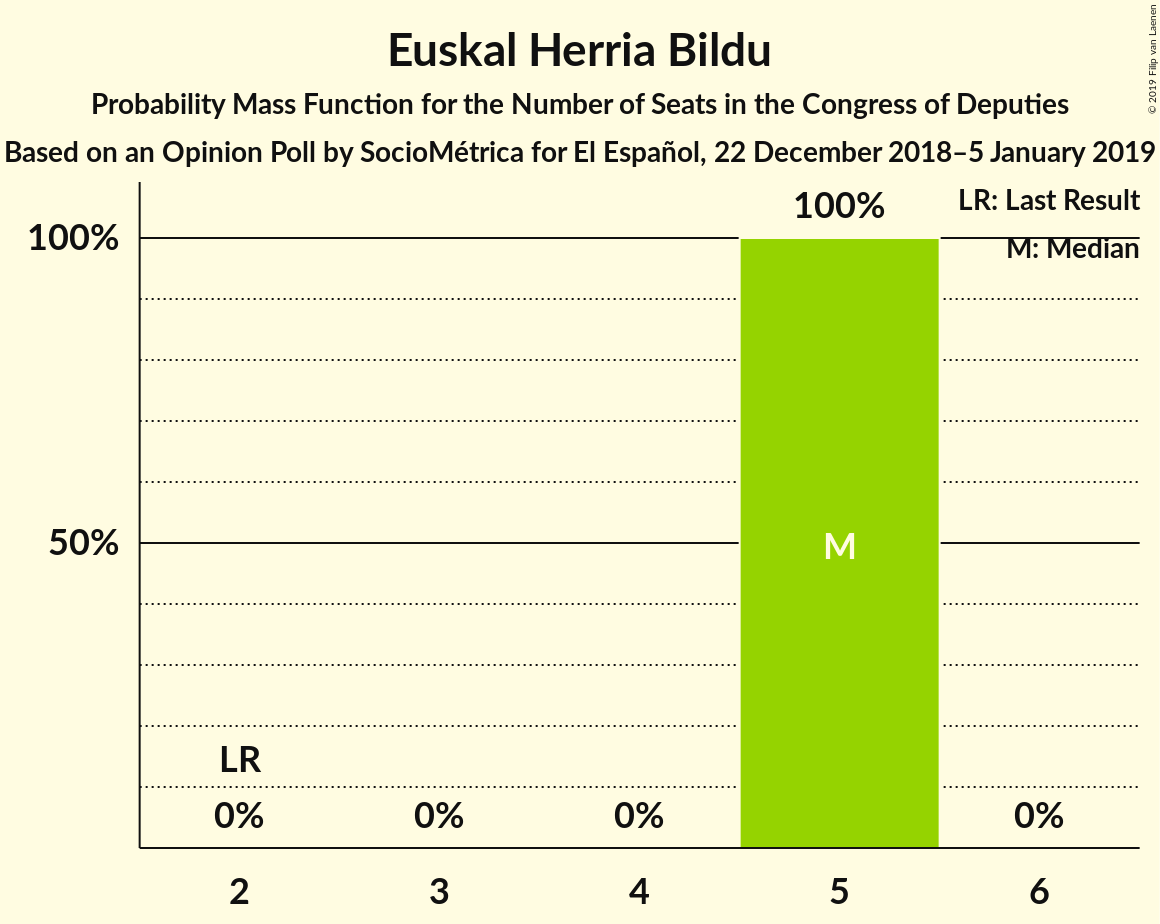 Euskal Herria Bildu
Probability Mass Function for the Number of Seats in the Congress of Deputies
Based on an Opinion Poll by SocioMétrica for El Español, 22 December 2018–5 January 2019
© 2019 Filip van Laenen
100%
LR: Last Result
100%
M: Median
50%
M
LR
0%
0%
0%
0%
2
3
4
5
6